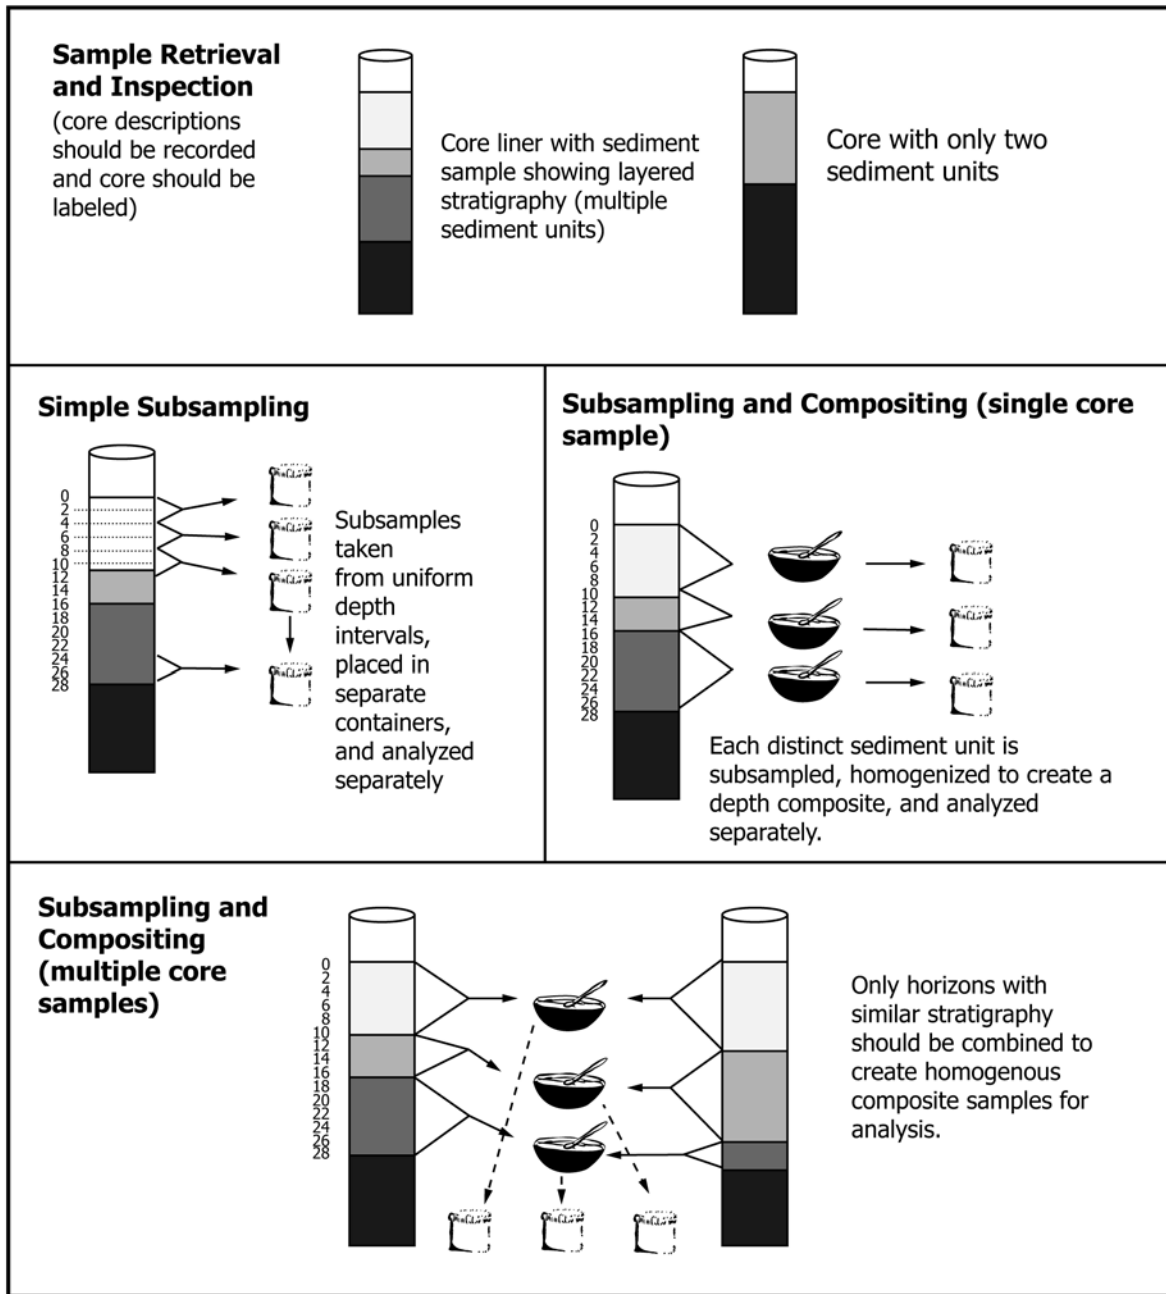 Sample Retrieval
and Inspection
(core descriptions
should be recorded
and core should be
labeled)
Core liner with sediment
sample showing layered
stratigraphy (multiple
sediment units)
Core with only two
sediment units
Simple Subsampling
0
2
4
6
8
10
12
14
16
18
20
22
24
26
28
Subsamples
taken
from uniform
depth
intervals,
placed in
separate
containers,
and analyzed
separately
Subsampling and Compositing (single core
sample)
0
2
4
6
8
10
12
14
16
18
20
22
24
26
28
Each distinct sediment unit is
subsampled, homogenized to create a
depth composite, and analyzed
separately.
Subsampling and
Compositing
(multiple core
samples)
0
2
4
6
8
10
12
14
16
18
20
22
24
26
28
Only horizons with
similar stratigraphy
should be combined to
create homogenous
composite samples for
analysis.